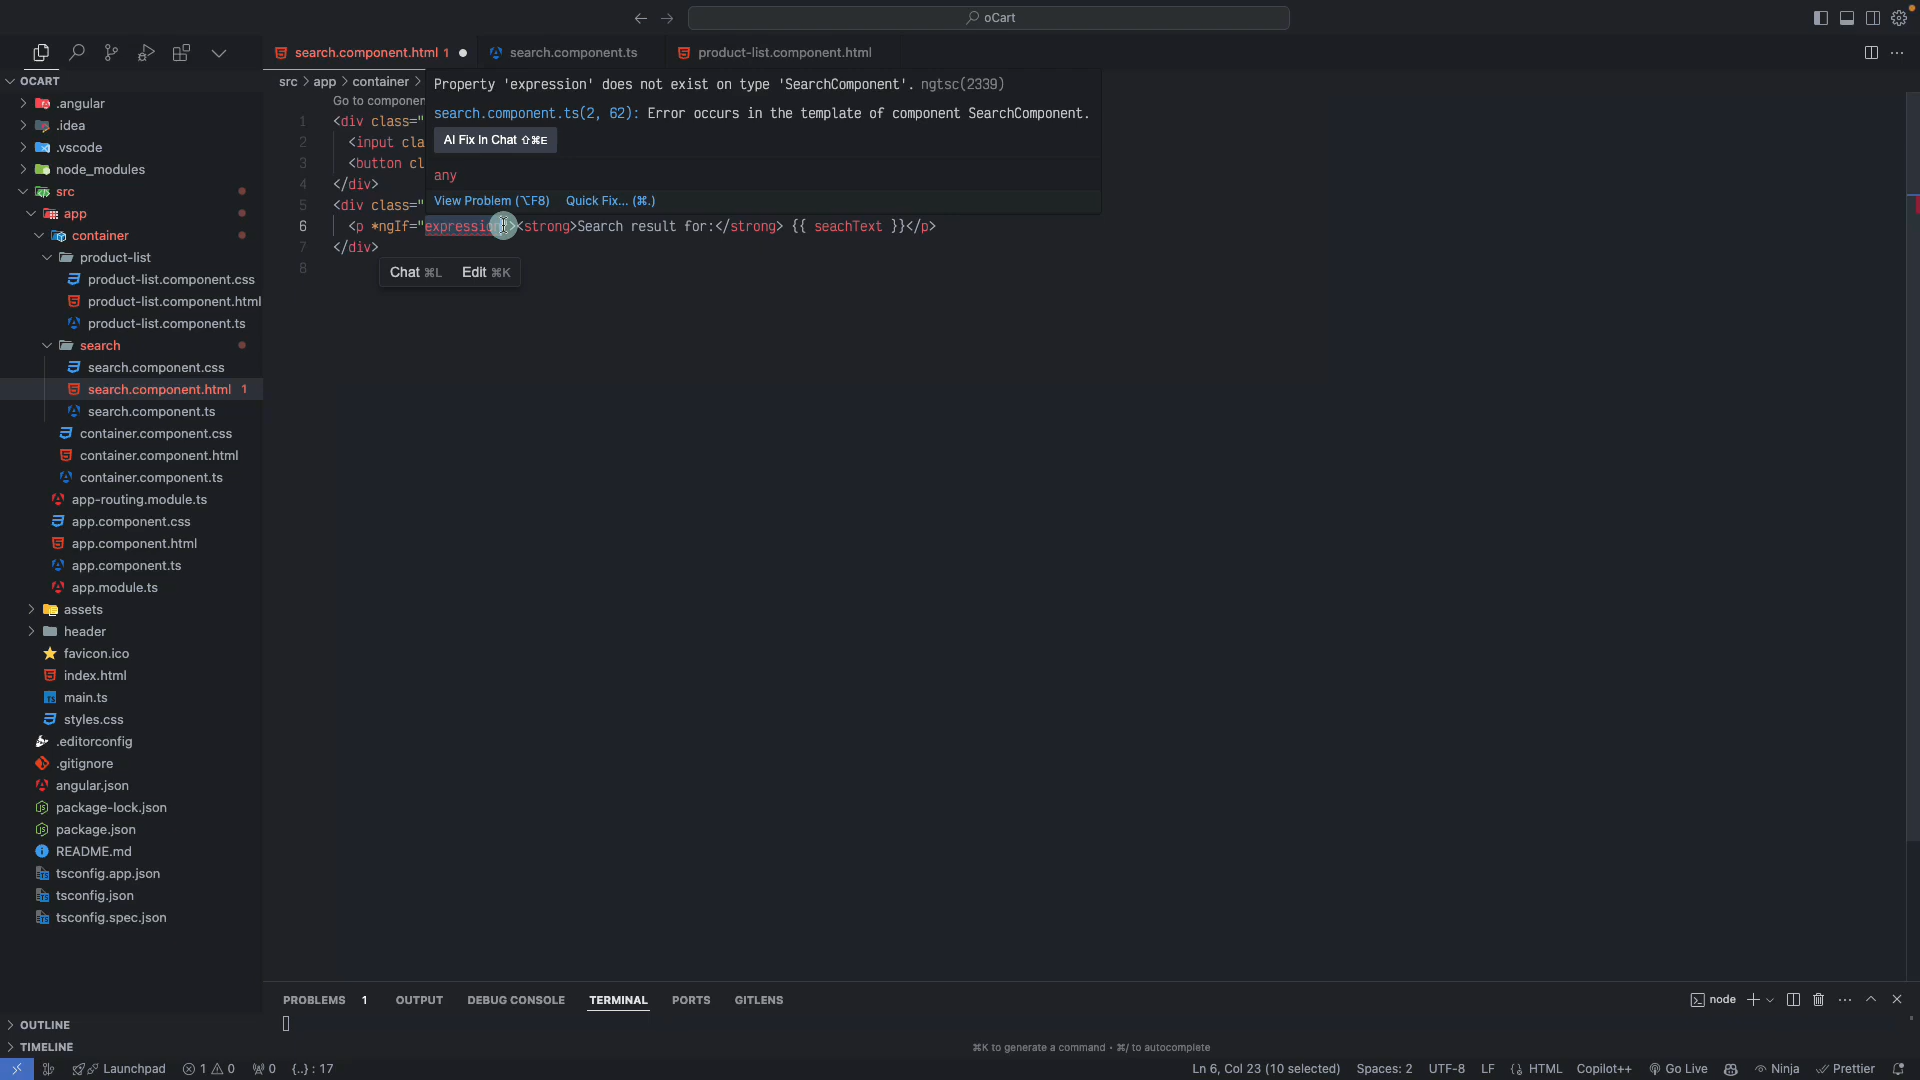 oCart
search.component.html 1
search.component.ts
product-list.component.html
OCART
src > app > container >
Property 'expression' does not exist on type 'SearchComponent'. ngtsc(2339)
.angular
Go to componen
search.component.ts(2, 62): Error occurs in the template of component SearchComponent.
1 <div class="
.idea
AI Fix In Chat ⇧⌘E
2 <input cla
.vscode
3 <button cl
node_modules
any
4 </div>
src
View Problem (⌥F8) Quick Fix... (⌘.)
5 <div class="
app
6 <p *ngIf="expression"><strong>Search result for:</strong> {{ seachText }}</p>
container
7 </div>
product-list
8
Chat ⌘L Edit ⌘K
product-list.component.css
product-list.component.html
product-list.component.ts
search
search.component.css
search.component.html 1
search.component.ts
container.component.css
container.component.html
container.component.ts
app-routing.module.ts
app.component.css
app.component.html
app.component.ts
app.module.ts
assets
header
favicon.ico
index.html
main.ts
styles.css
.editorconfig
.gitignore
angular.json
package-lock.json
package.json
README.md
tsconfig.app.json
tsconfig.json
tsconfig.spec.json
PROBLEMS 1 OUTPUT DEBUG CONSOLE TERMINAL PORTS GITLENS
node
OUTLINE
TIMELINE
⌘K to generate a command • ⌘/ to autocomplete
Launchpad 1 0 0 {..} : 17
Ln 6, Col 23 (10 selected) Spaces: 2 UTF-8 LF HTML Copilot++ Go Live Ninja Prettier